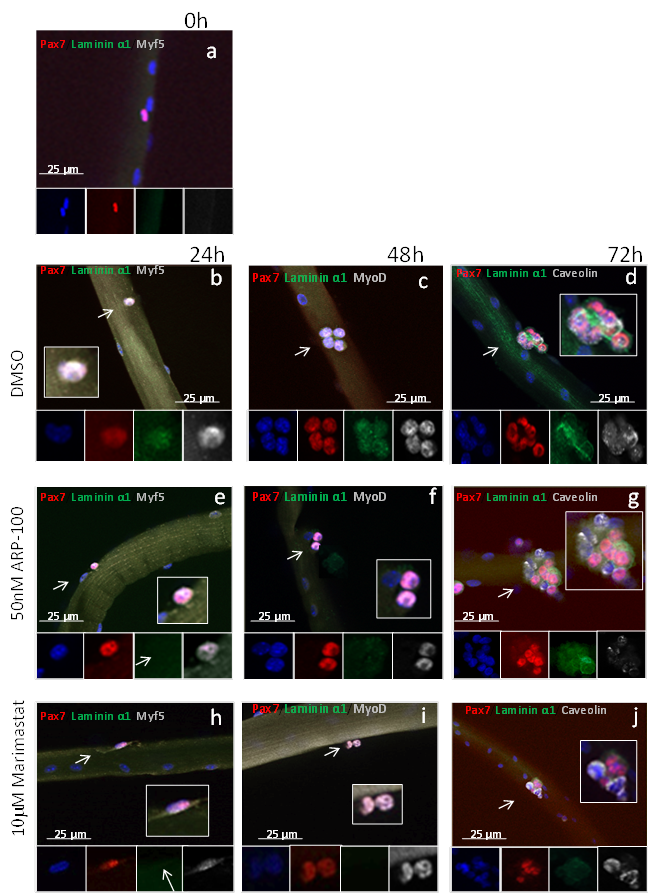 0h
Pax7 Laminin α1 Myf5
a
25 μm
24h
48h
72h
DMSO
Pax7 Laminin α1 Myf5
b
25 μm
Pax7 Laminin α1 MyoD
c
25 μm
Pax7 Laminin α1 Caveolin
d
25 μm
50nM ARP-100
Pax7 Laminin α1 Myf5
e
25 μm
Pax7 Laminin α1 MyoD
f
25 μm
Pax7 Laminin α1 Caveolin
g
25 μm
10μM Marimastat
Pax7 Laminin α1 Myf5
h
25 μm
Pax7 Laminin α1 MyoD
i
25 μm
Pax7 Laminin α1 Caveolin
j
25 μm